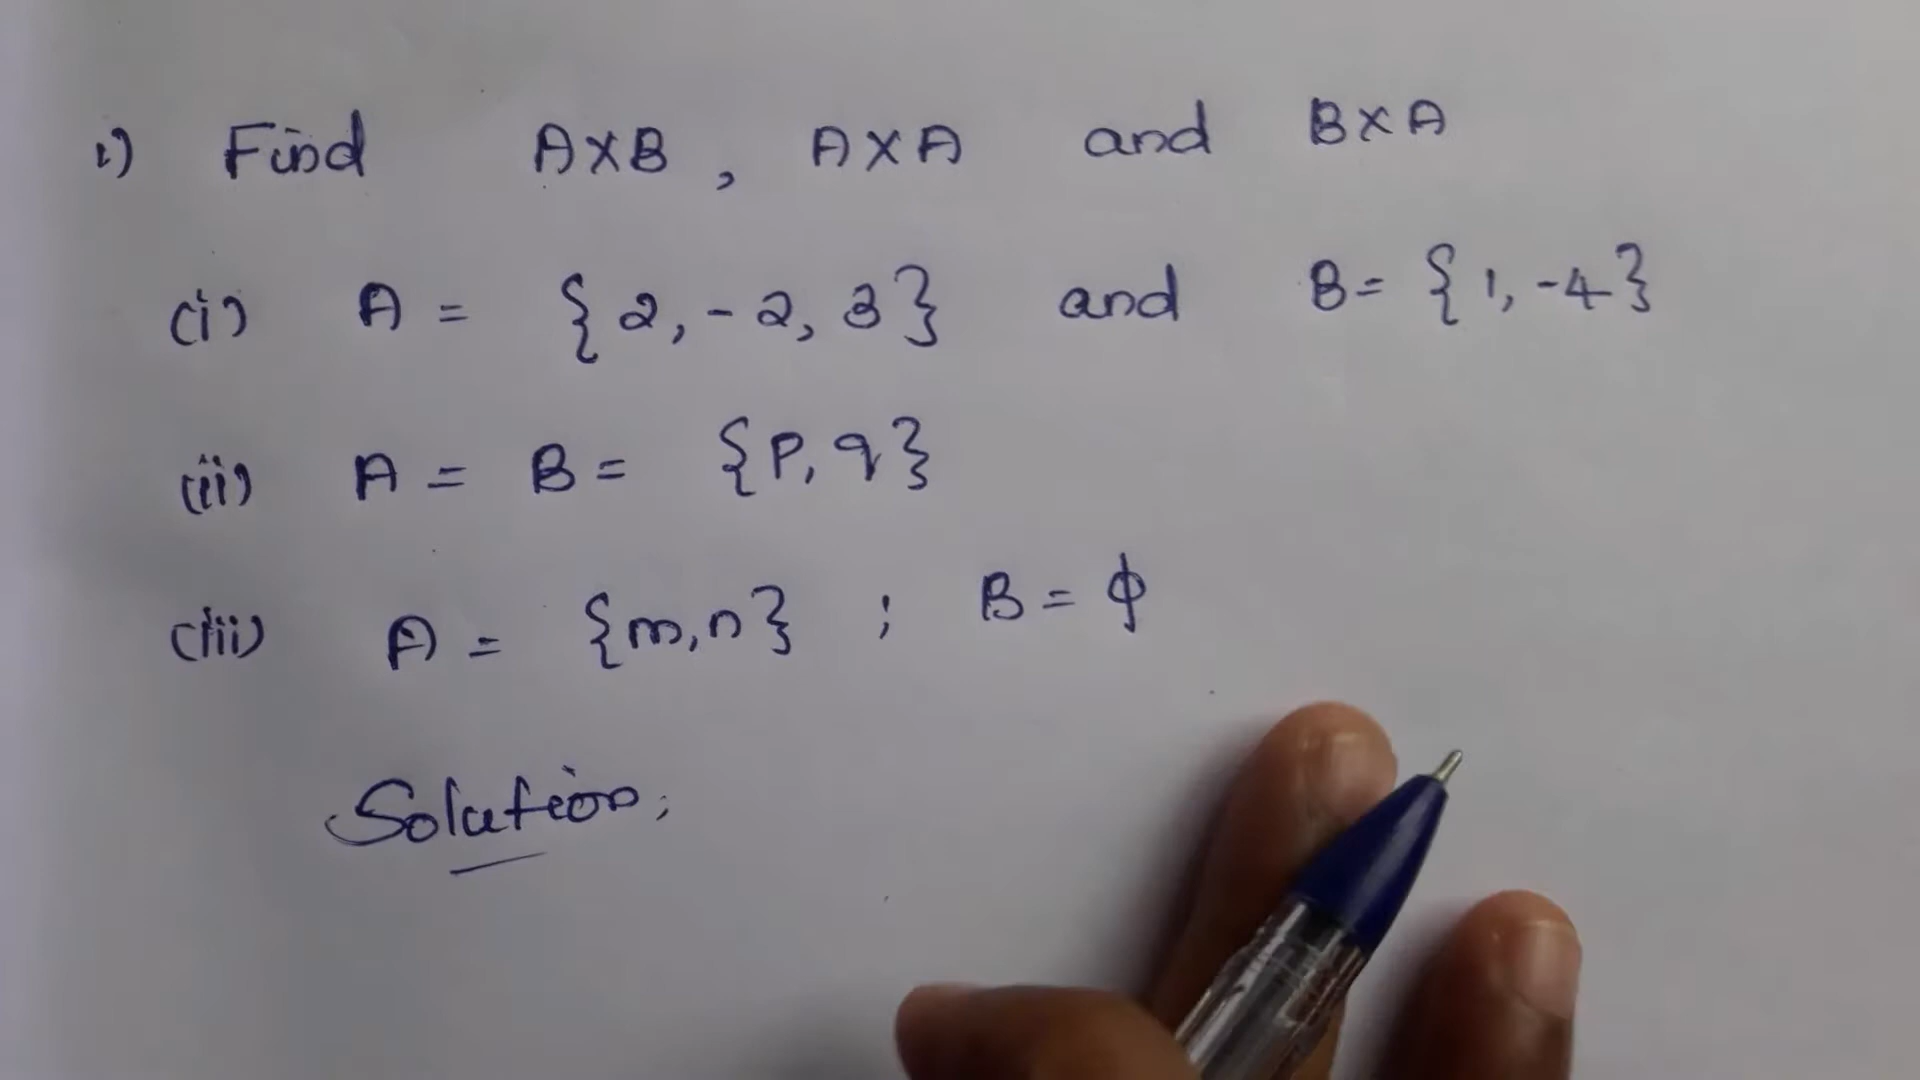 1) Find A×B, A×A and B×A
(i) A = {2, -2, 3} and B = {1, -4}
(ii) A = B = {p, q}
(iii) A = {m, n} ; B = ϕ
Solution;